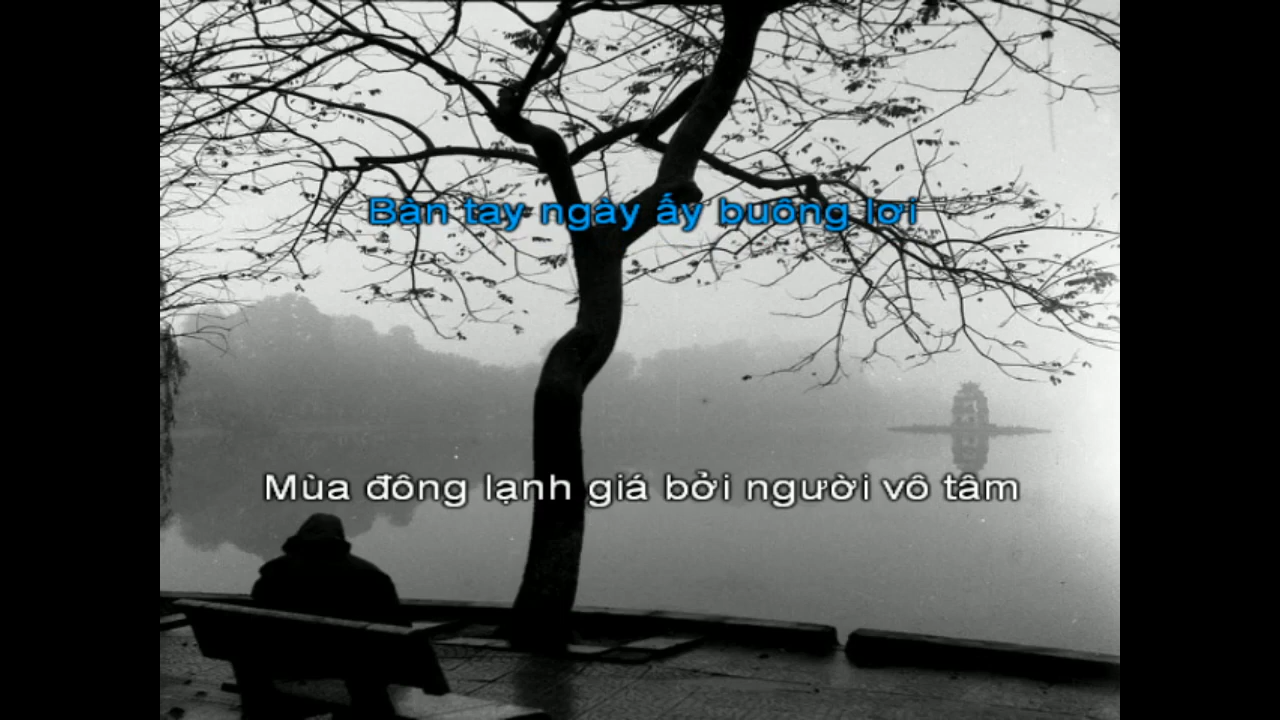 Bàn tay ngày ấy buông lơi
Mùa đông lạnh giá bởi người vô tâm